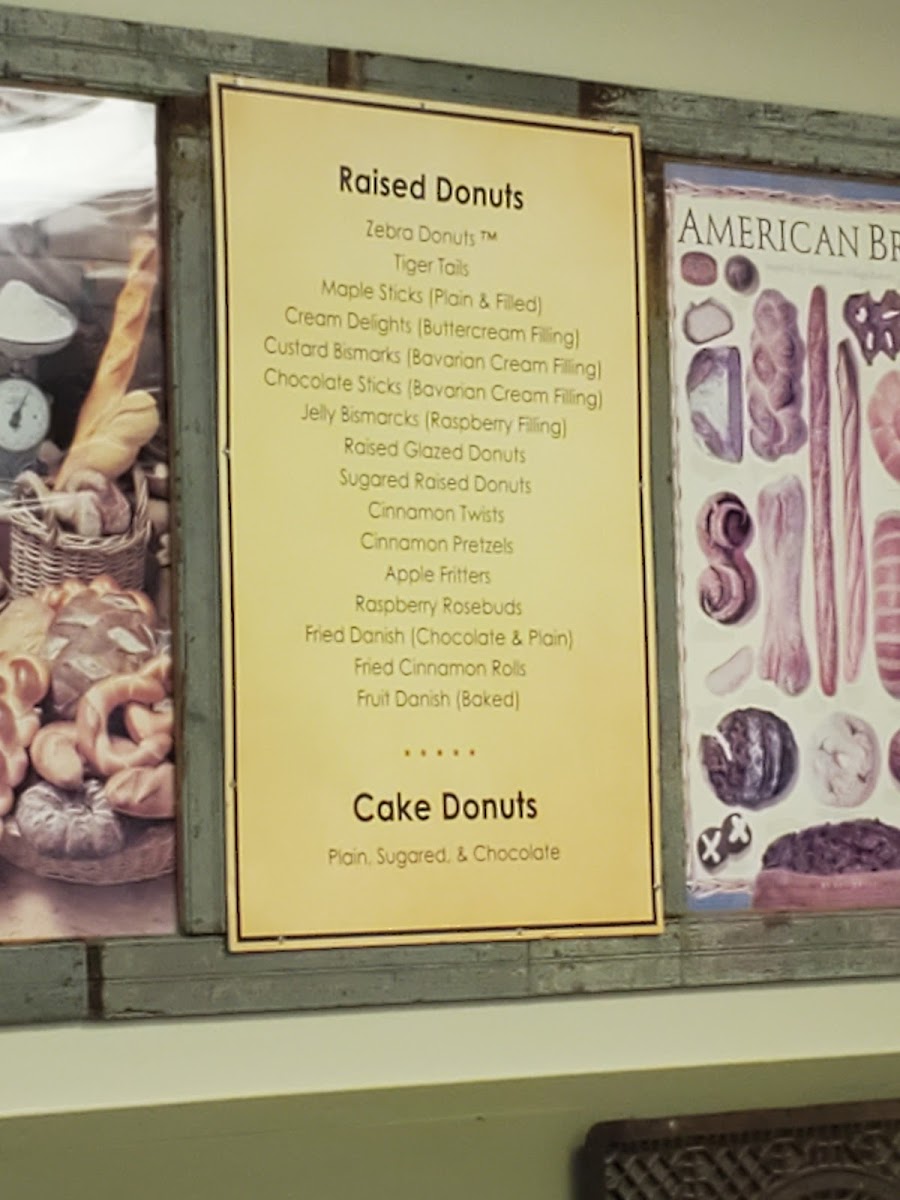 Raised Donuts
Zebra Donuts™
Tiger Tails
Maple Sticks (Plain & Filled)
Cream Delights (Buttercream Filling)
Custard Bismarks (Bavarian Cream Filling)
Chocolate Sticks (Bavarian Cream Filling)
Jelly Bismarcks (Raspberry Filling)
Raised Glazed Donuts
Sugared Raised Donuts
Cinnamon Twists
Cinnamon Pretzels
Apple Fritters
Raspberry Rosebuds
Fried Danish (Chocolate & Plain)
Fried Cinnamon Rolls
Fruit Danish (Baked)
Cake Donuts
Plain, Sugared, & Chocolate
AMERICAN BR